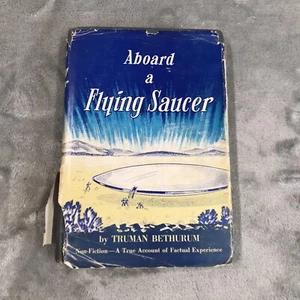 Aboard
a
Flying Saucer
by TRUMAN BETHURUM
Non-Fiction—A True Account of Factual Experience